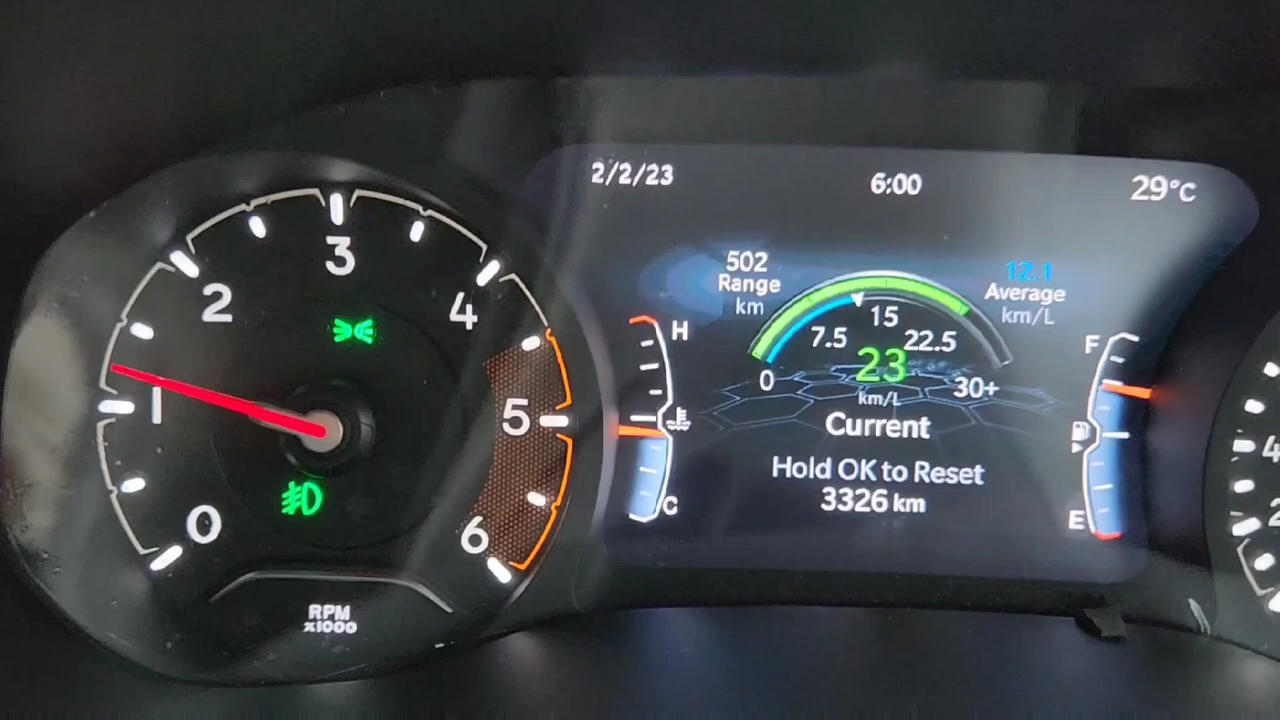 2/2/23
6:00
29°C
502
Range
km
12.1
Average
km/L
0
7.5
15
22.5
30+
23
km/L
Current
Hold OK to Reset
3326 km
H
C
F
E
0
1
2
3
4
5
6
RPM
x1000
4
2